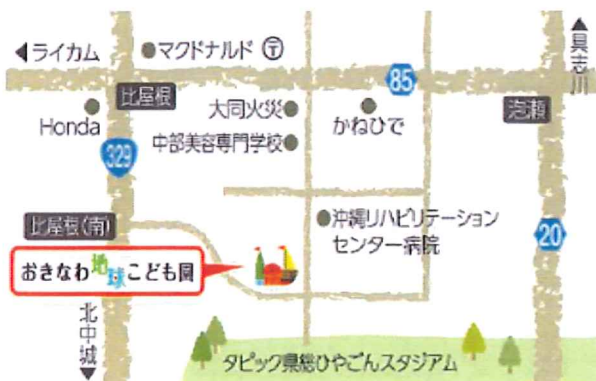 ◀ライカム
マクドナルド 〒
▲具志川
85
比屋根
Honda
大同火災
かねひで
泡瀬
中部美容専門学校
329
比屋根(南)
沖縄リハビリテーション
センター病院
20
おきなわ地球こども園
北中城▼
タピック県総ひやごんスタジアム